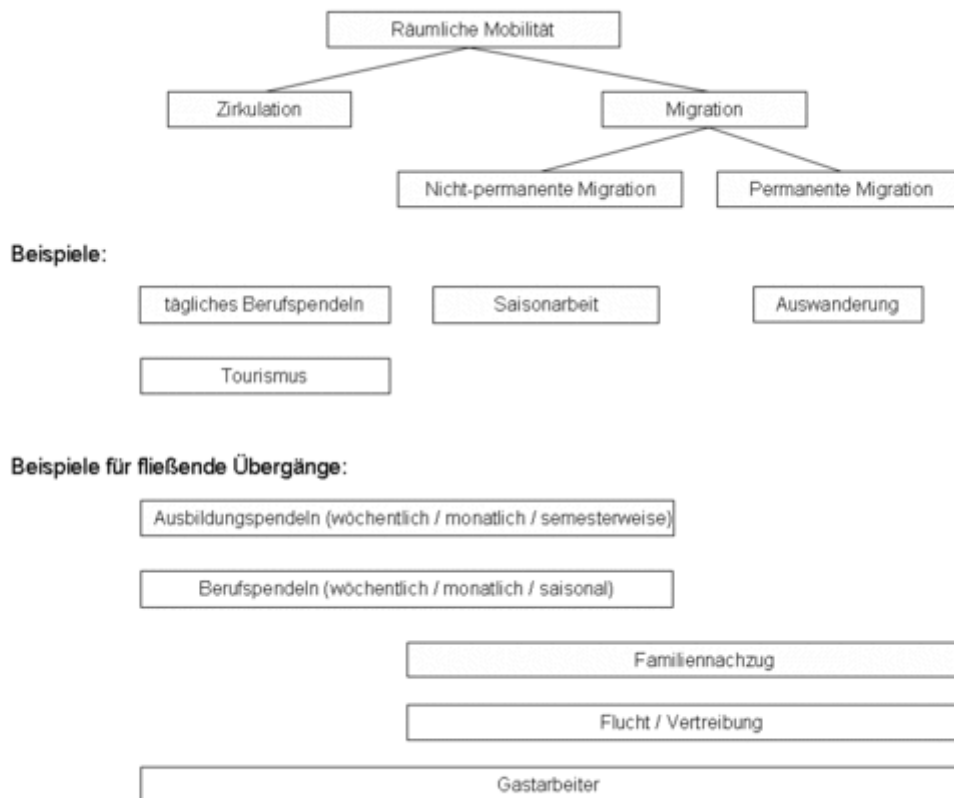 Räumliche Mobilität
Zirkulation
Migration
Nicht-permanente Migration
Permanente Migration
Beispiele:
tägliches Berufspendeln
Saisonarbeit
Auswanderung
Tourismus
Beispiele für fließende Übergänge:
Ausbildungspendeln (wöchentlich / monatlich / semesterweise)
Berufspendeln (wöchentlich / monatlich / saisonal)
Familiennachzug
Flucht / Vertreibung
Gastarbeiter